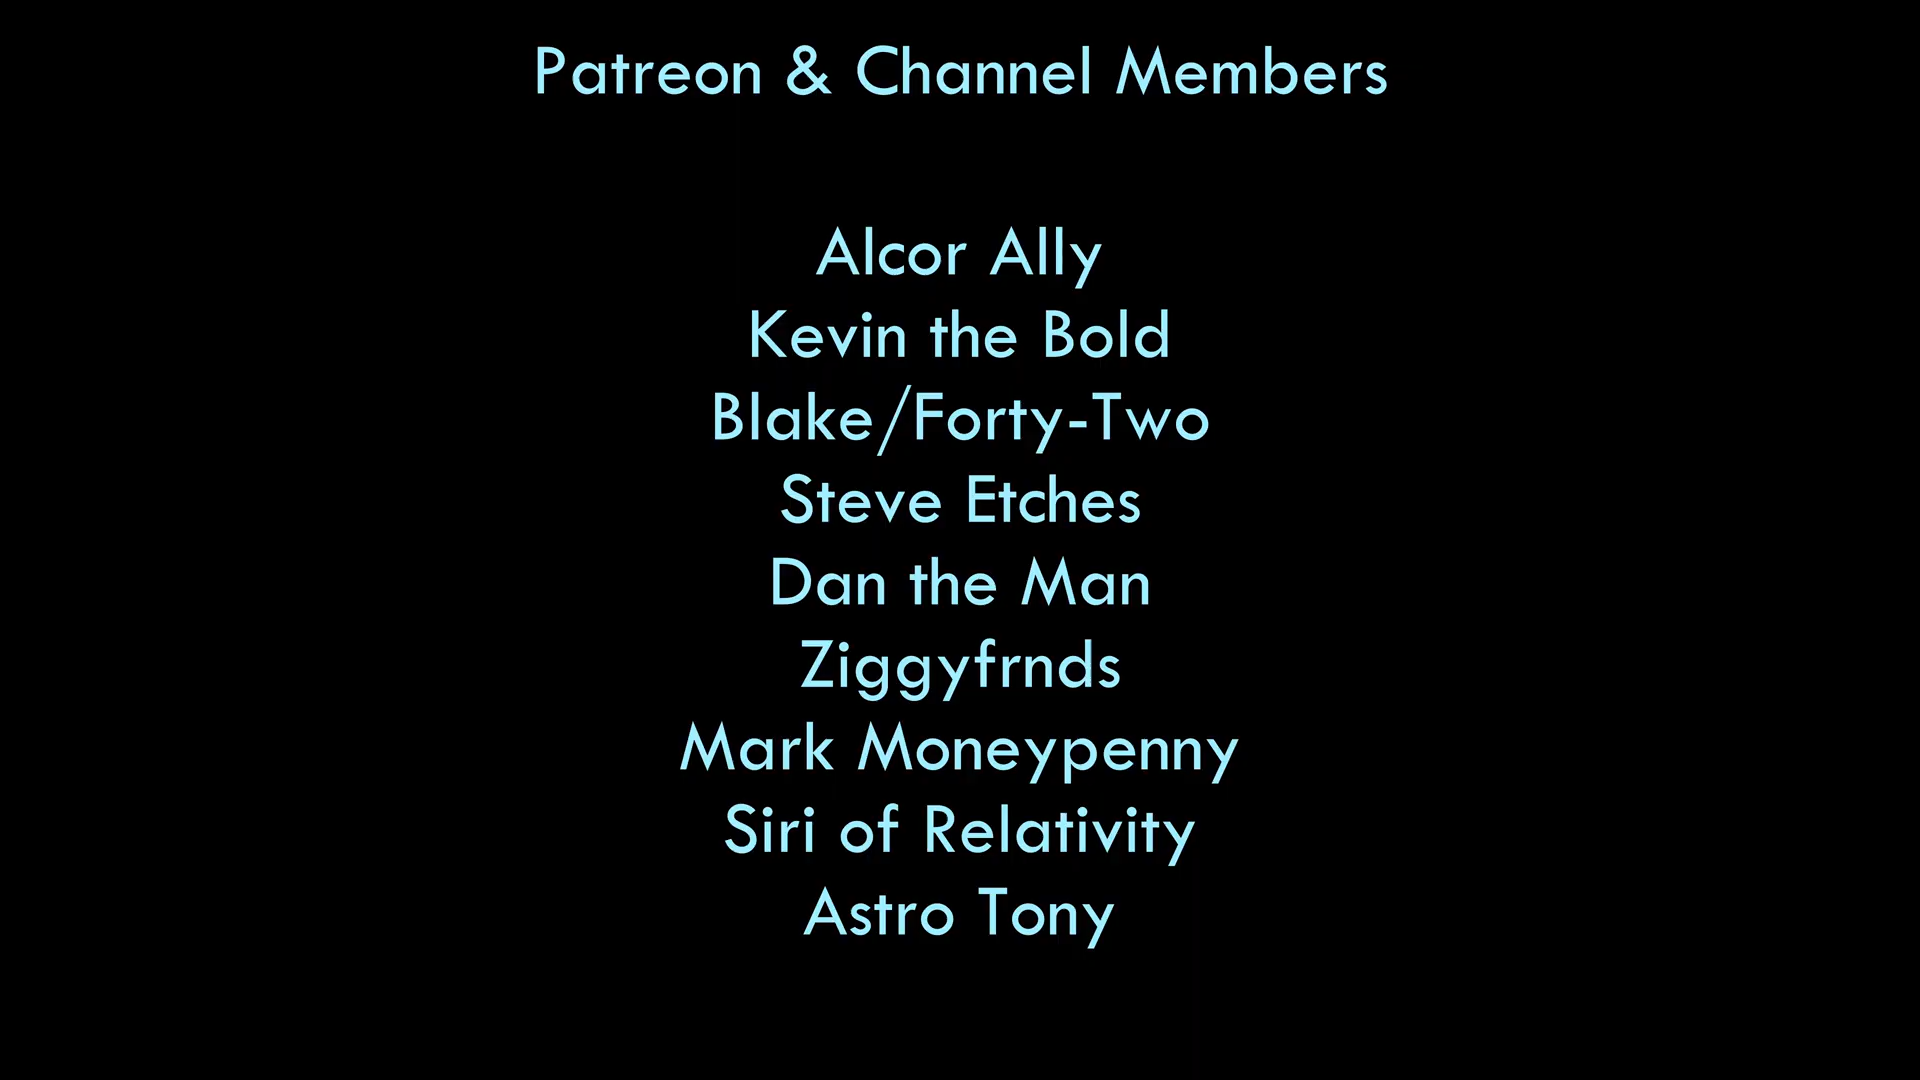 Patreon & Channel Members
Alcor Ally
Kevin the Bold
Blake/Forty-Two
Steve Etches
Dan the Man
Ziggyfrnds
Mark Moneypenny
Siri of Relativity
Astro Tony